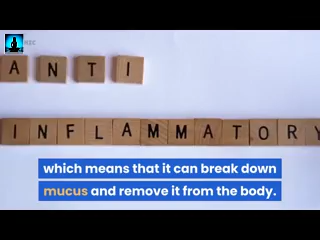 ANTI
INFLAMMATORY
which means that it can break down
mucus and remove it from the body.